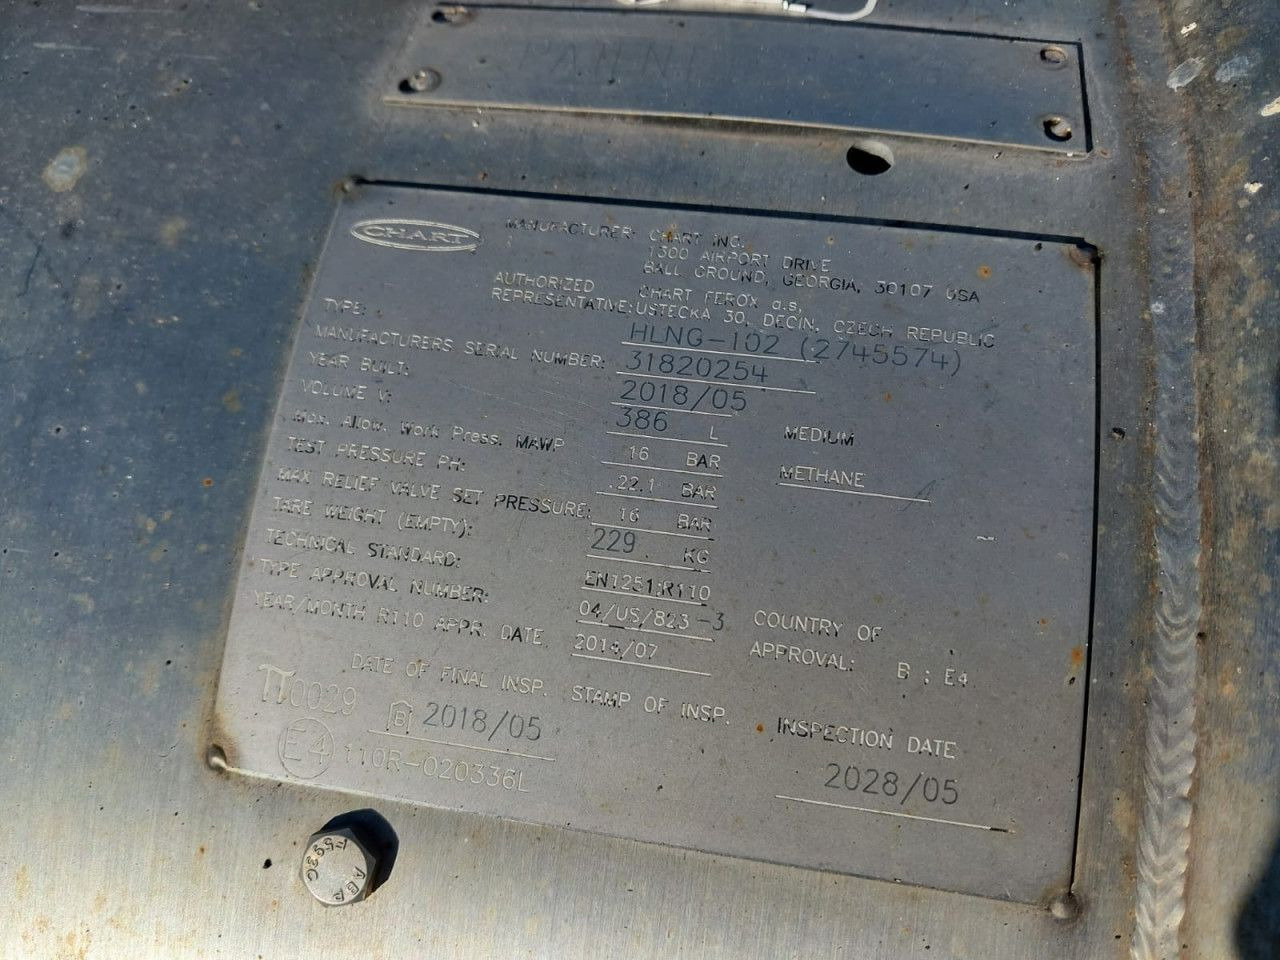 CHART
MANUFACTURER: CHART INC.
1300 AIRPORT DRIVE
BALL GROUND, GEORGIA, 30107 USA
AUTHORIZED CHART FEROX a.s,
REPRESENTATIVE: USTECKA 30, DECIN, CZECH REPUBLIC
TYPE: HLNG-102 (2745574)
MANUFACTURERS SERIAL NUMBER: 31820254
YEAR BUILT: 2018/05
VOLUME V: 386 L MEDIUM
Max. Allow. Work Press. MAWP 16 BAR METHANE
TEST PRESSURE PH: 22.1 BAR
MAX RELIEF VALVE SET PRESSURE: 16 BAR
TARE WEIGHT (EMPTY): 229 KG
TECHNICAL STANDARD: EN1251;R110
TYPE APPROVAL NUMBER: 04/US/823-3 COUNTRY OF
YEAR/MONTH R110 APPR. DATE 2014/07 APPROVAL: B ; E4
DATE OF FINAL INSP. STAMP OF INSP. INSPECTION DATE
π0029 B 2018/05 2028/05
E4 110R-020336L
ABR